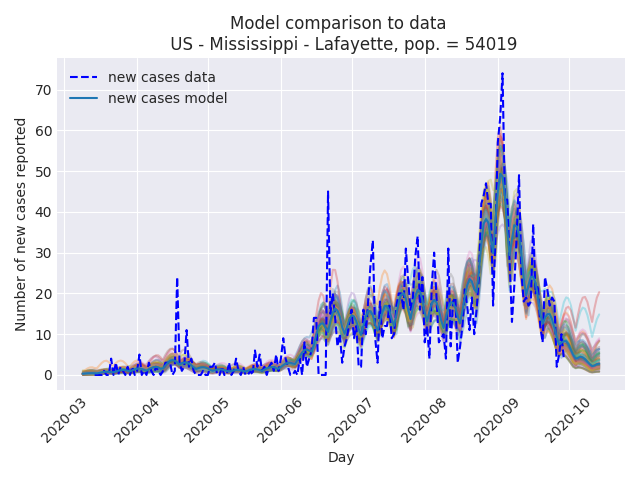 Model comparison to data
US - Mississippi - Lafayette, pop. = 54019
new cases data
new cases model
Number of new cases reported
70
60
50
40
30
20
10
0
2020-03
2020-04
2020-05
2020-06
2020-07
2020-08
2020-09
2020-10
Day